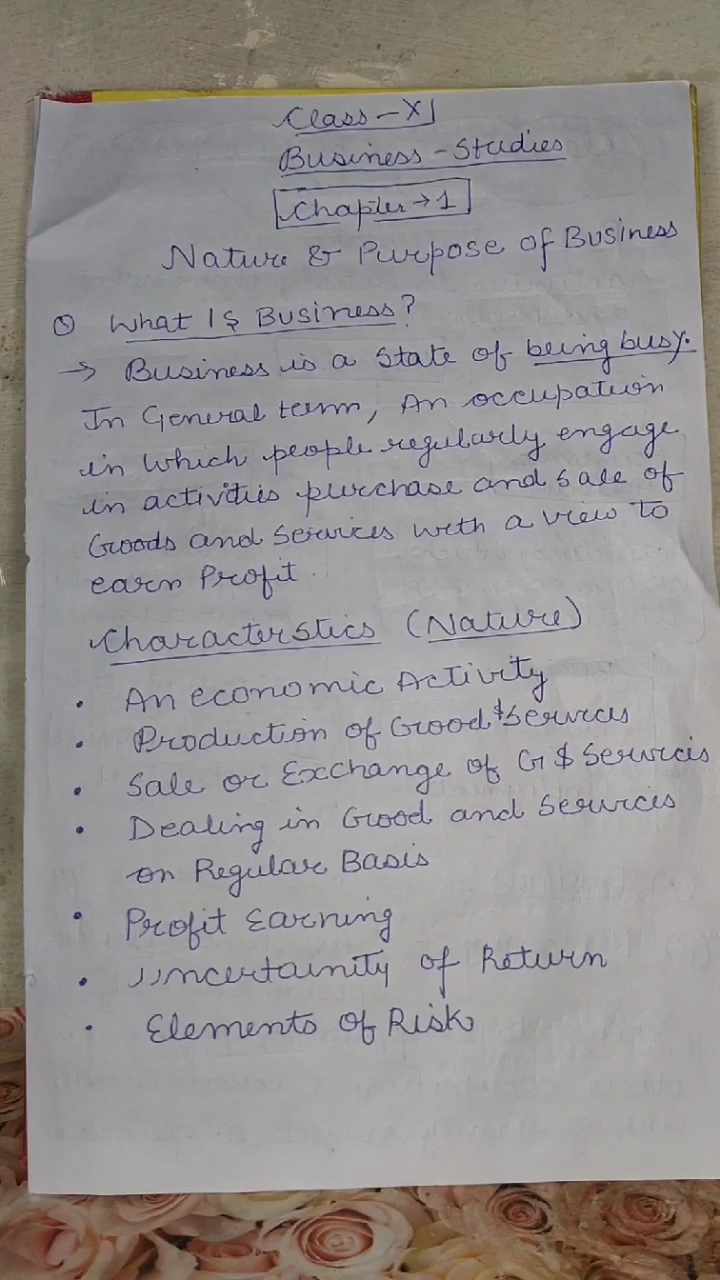 Class - XI
Business - Studies
Chapter → 1
Nature & Purpose of Business
What Is Business?
→ Business is a State of being busy.
In General term, An occupation
in which people regularly engage
in activities purchase and sale of
Goods and Services with a view to
earn Profit.
Characterstics (Nature)
• An economic Activity
• Production of Good & Services
• Sale or Exchange of G & Services
• Dealing in Good and Services
on Regular Basis
• Profit Earning
• Uncertainity of Return
• Elements of Risk